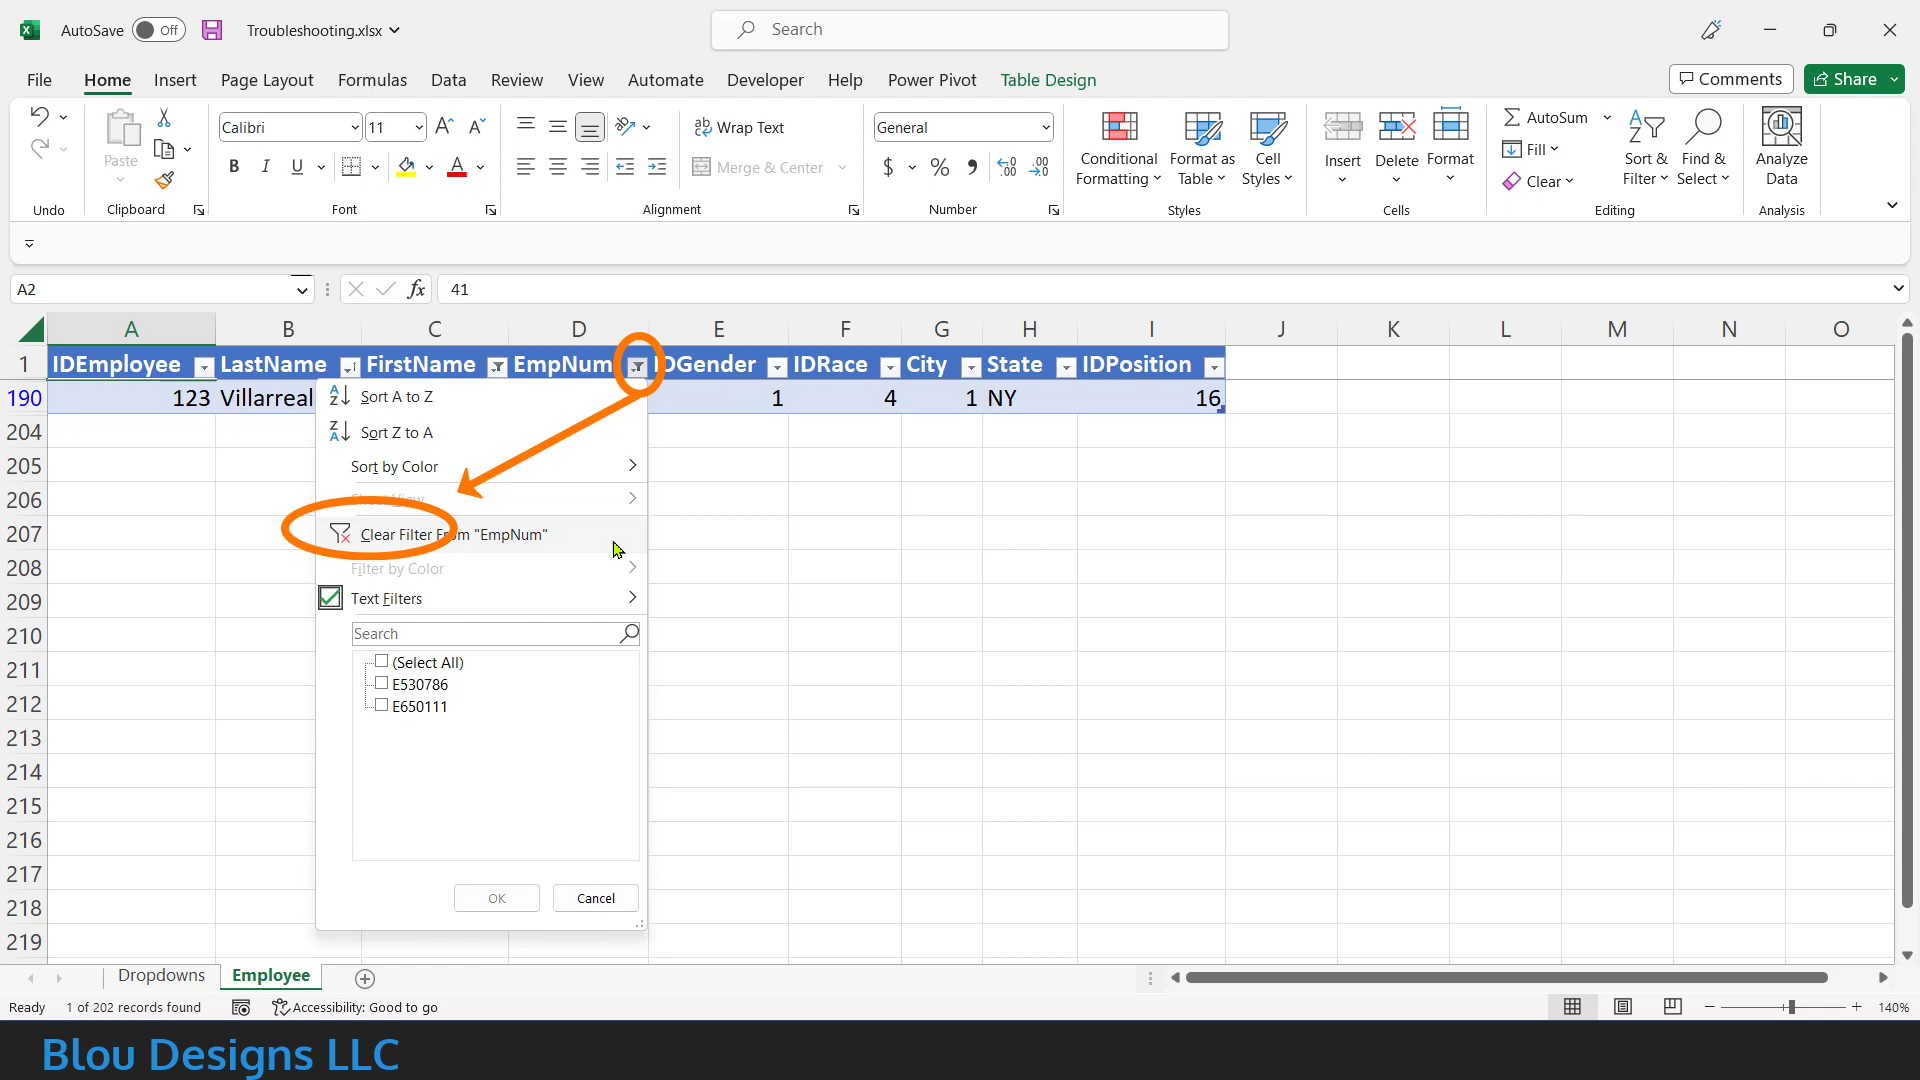 AutoSave Off Troubleshooting.xlsx Search
File Home Insert Page Layout Formulas Data Review View Automate Developer Help Power Pivot Table Design Comments Share
Calibri 11 Wrap Text General AutoSum
Paste Conditional Formatting Format as Table Cell Styles Insert Delete Format Fill Sort & Filter Find & Select Analyze Data
B I U A Merge & Center $ % Clear
Undo Clipboard Font Alignment Number Styles Cells Editing Analysis
A2 fx 41
A B C D E F G H I J K L M N O
1 IDEmployee LastName FirstName EmpNum IDGender IDRace City State IDPosition
190 123 Villarreal 1 4 1 NY 16
Sort A to Z
204
Sort Z to A
205
Sort by Color
206
Sheet View
207
Clear Filter From "EmpNum"
208
Filter by Color
209
Text Filters
210
Search
211
(Select All)
E530786
212
E650111
213
214
215
216
217
218
OK Cancel
219
Dropdowns Employee
Ready 1 of 202 records found Accessibility: Good to go 140%
Blou Designs LLC